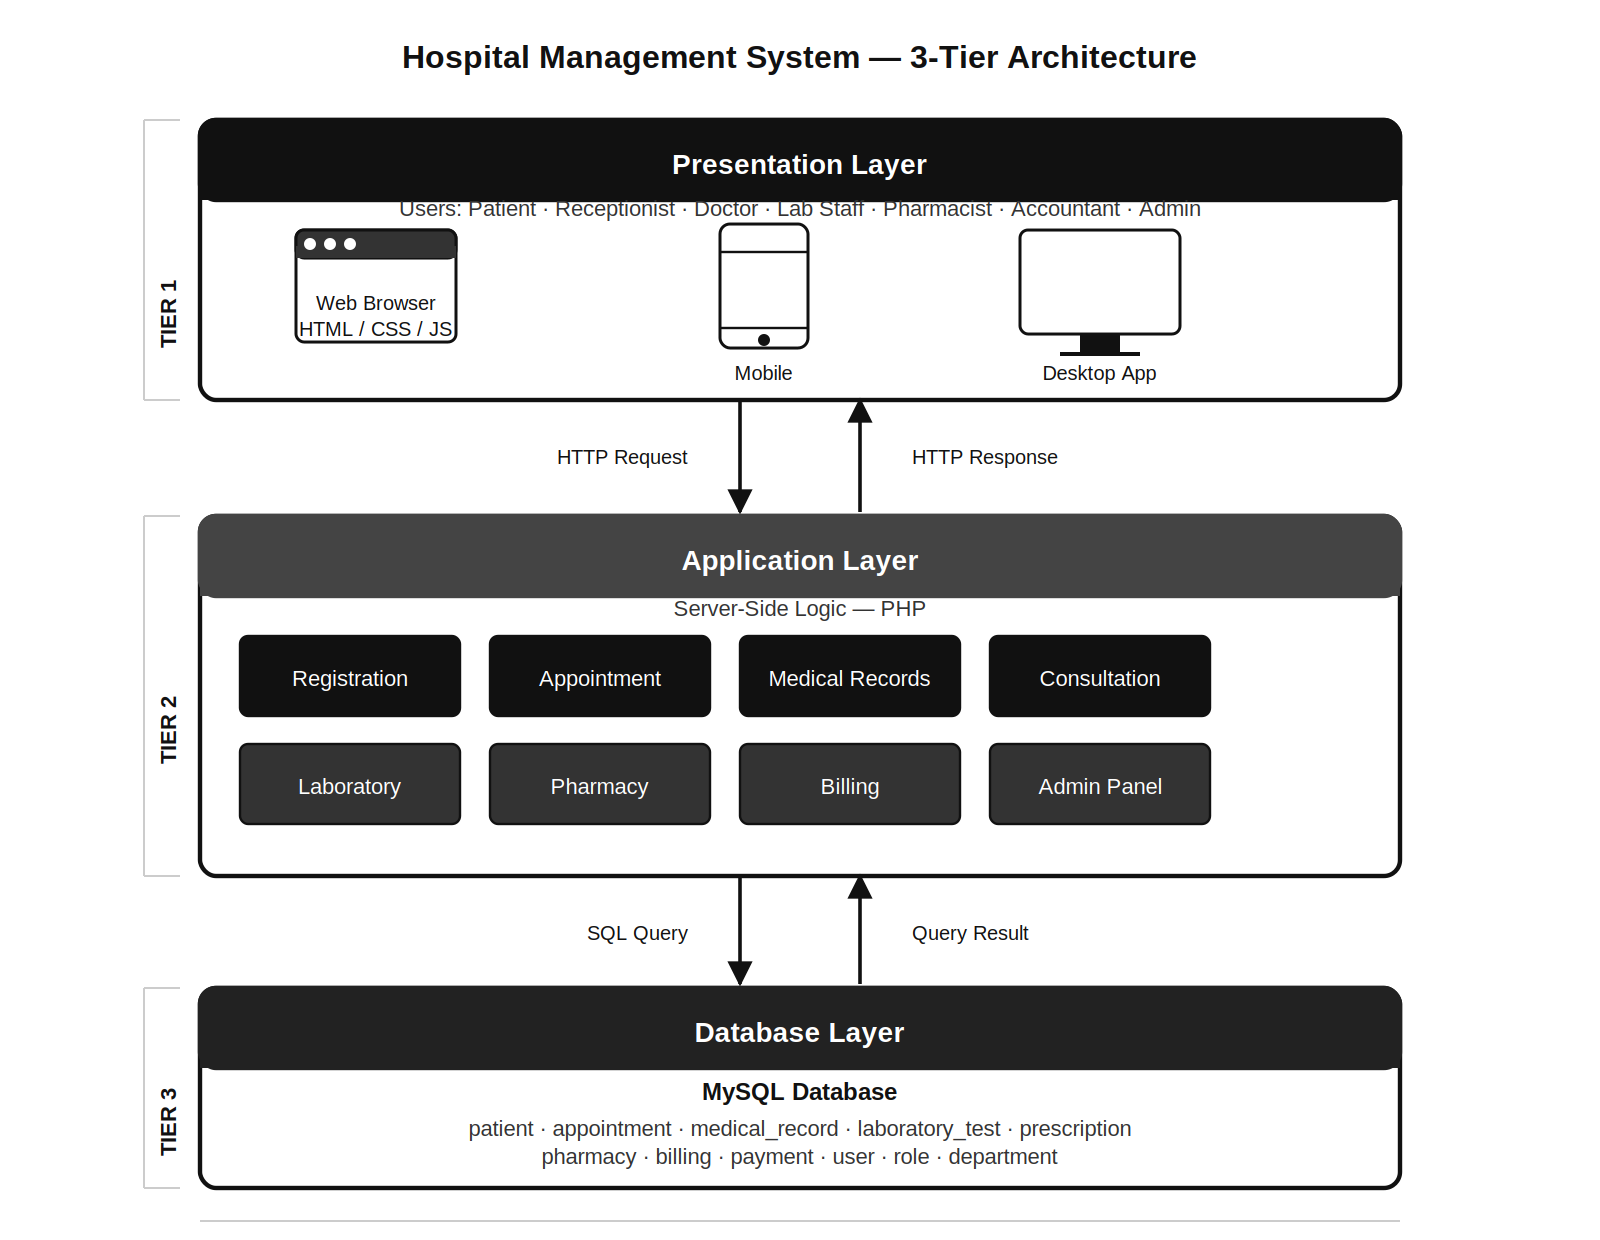 Hospital Management System — 3-Tier Architecture
Presentation Layer
Users: Patient · Receptionist · Doctor · Lab Staff · Pharmacist · Accountant · Admin
TIER 1
Web Browser
HTML / CSS / JS
Mobile
Desktop App
HTTP Request
HTTP Response
Application Layer
Server-Side Logic — PHP
TIER 2
Registration
Appointment
Medical Records
Consultation
Laboratory
Pharmacy
Billing
Admin Panel
SQL Query
Query Result
Database Layer
TIER 3
MySQL Database
patient · appointment · medical_record · laboratory_test · prescription
pharmacy · billing · payment · user · role · department